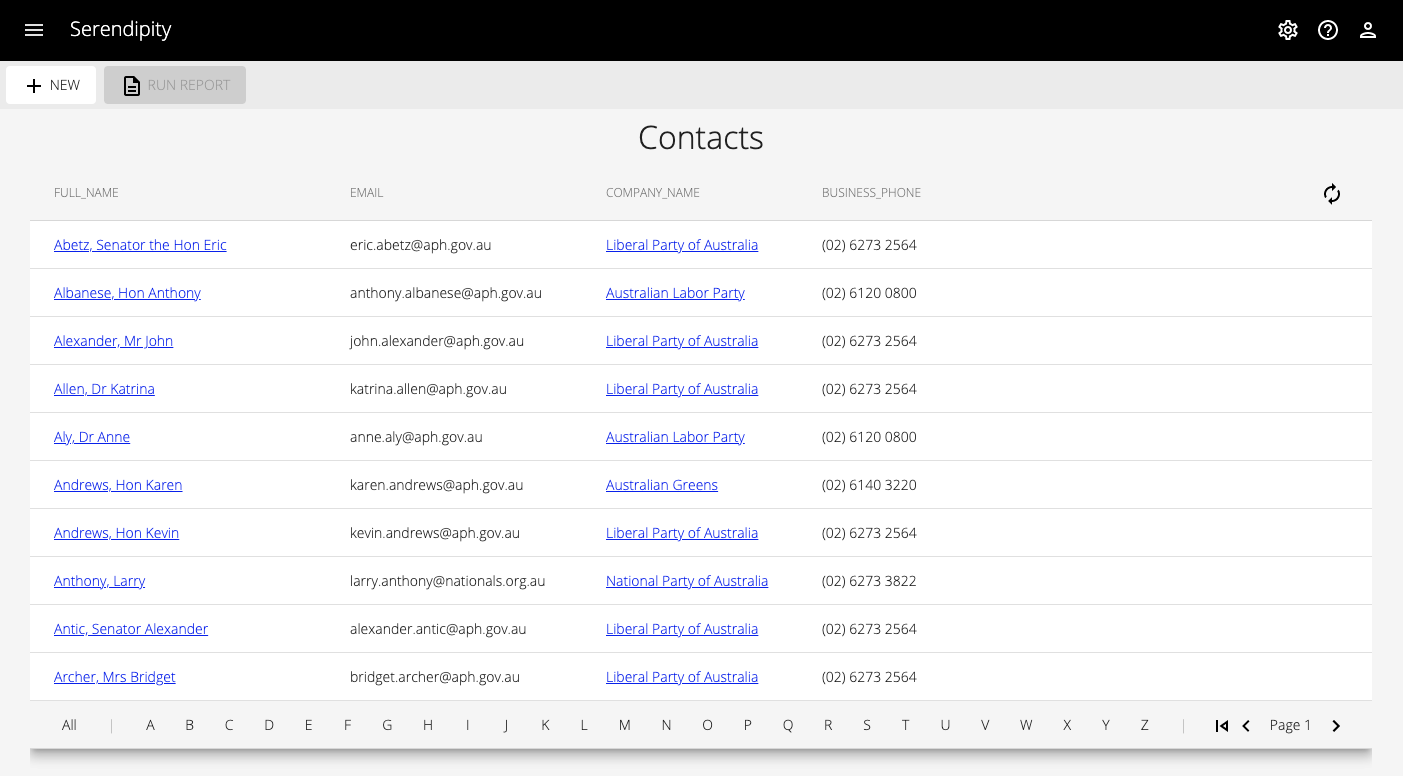 Serendipity
NEW RUN REPORT
Contacts
FULL_NAME EMAIL COMPANY_NAME BUSINESS_PHONE
Abetz, Senator the Hon Eric eric.abetz@aph.gov.au Liberal Party of Australia (02) 6273 2564
Albanese, Hon Anthony anthony.albanese@aph.gov.au Australian Labor Party (02) 6120 0800
Alexander, Mr John john.alexander@aph.gov.au Liberal Party of Australia (02) 6273 2564
Allen, Dr Katrina katrina.allen@aph.gov.au Liberal Party of Australia (02) 6273 2564
Aly, Dr Anne anne.aly@aph.gov.au Australian Labor Party (02) 6120 0800
Andrews, Hon Karen karen.andrews@aph.gov.au Australian Greens (02) 6140 3220
Andrews, Hon Kevin kevin.andrews@aph.gov.au Liberal Party of Australia (02) 6273 2564
Anthony, Larry larry.anthony@nationals.org.au National Party of Australia (02) 6273 3822
Antic, Senator Alexander alexander.antic@aph.gov.au Liberal Party of Australia (02) 6273 2564
Archer, Mrs Bridget bridget.archer@aph.gov.au Liberal Party of Australia (02) 6273 2564
All | A B C D E F G H I J K L M N O P Q R S T U V W X Y Z | Page 1